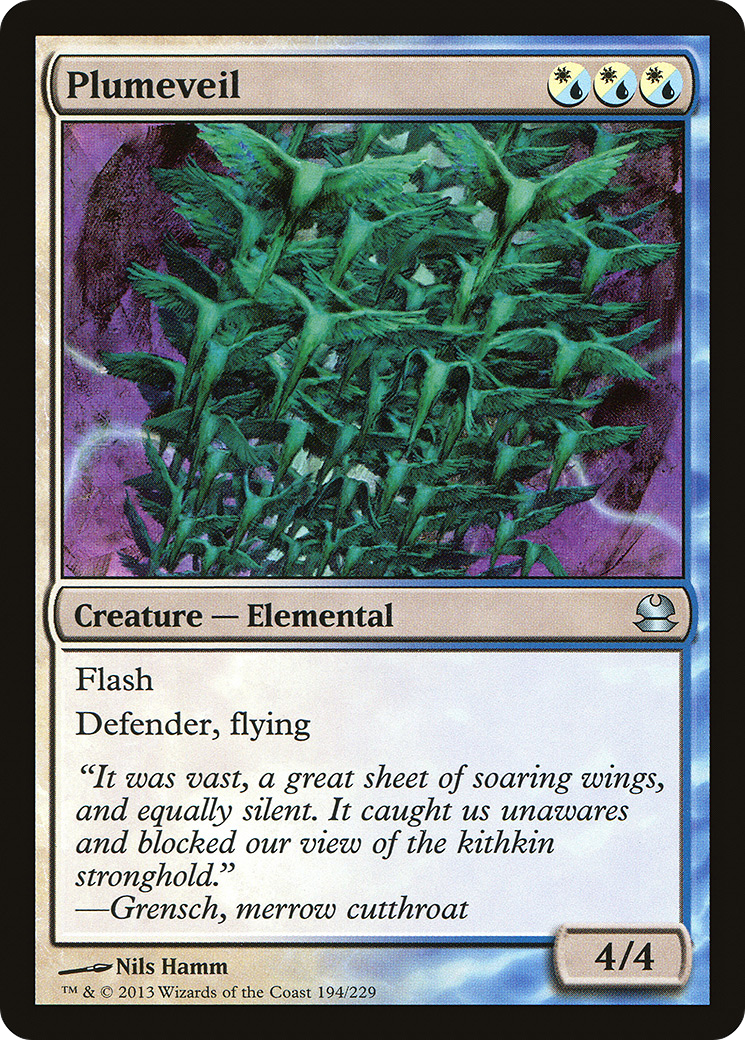 Plumeveil
Creature — Elemental
Flash
Defender, flying
“It was vast, a great sheet of soaring wings,
and equally silent. It caught us unawares
and blocked our view of the kithkin
stronghold.”
—Grensch, merrow cutthroat
4/4
Nils Hamm
™ & © 2013 Wizards of the Coast 194/229